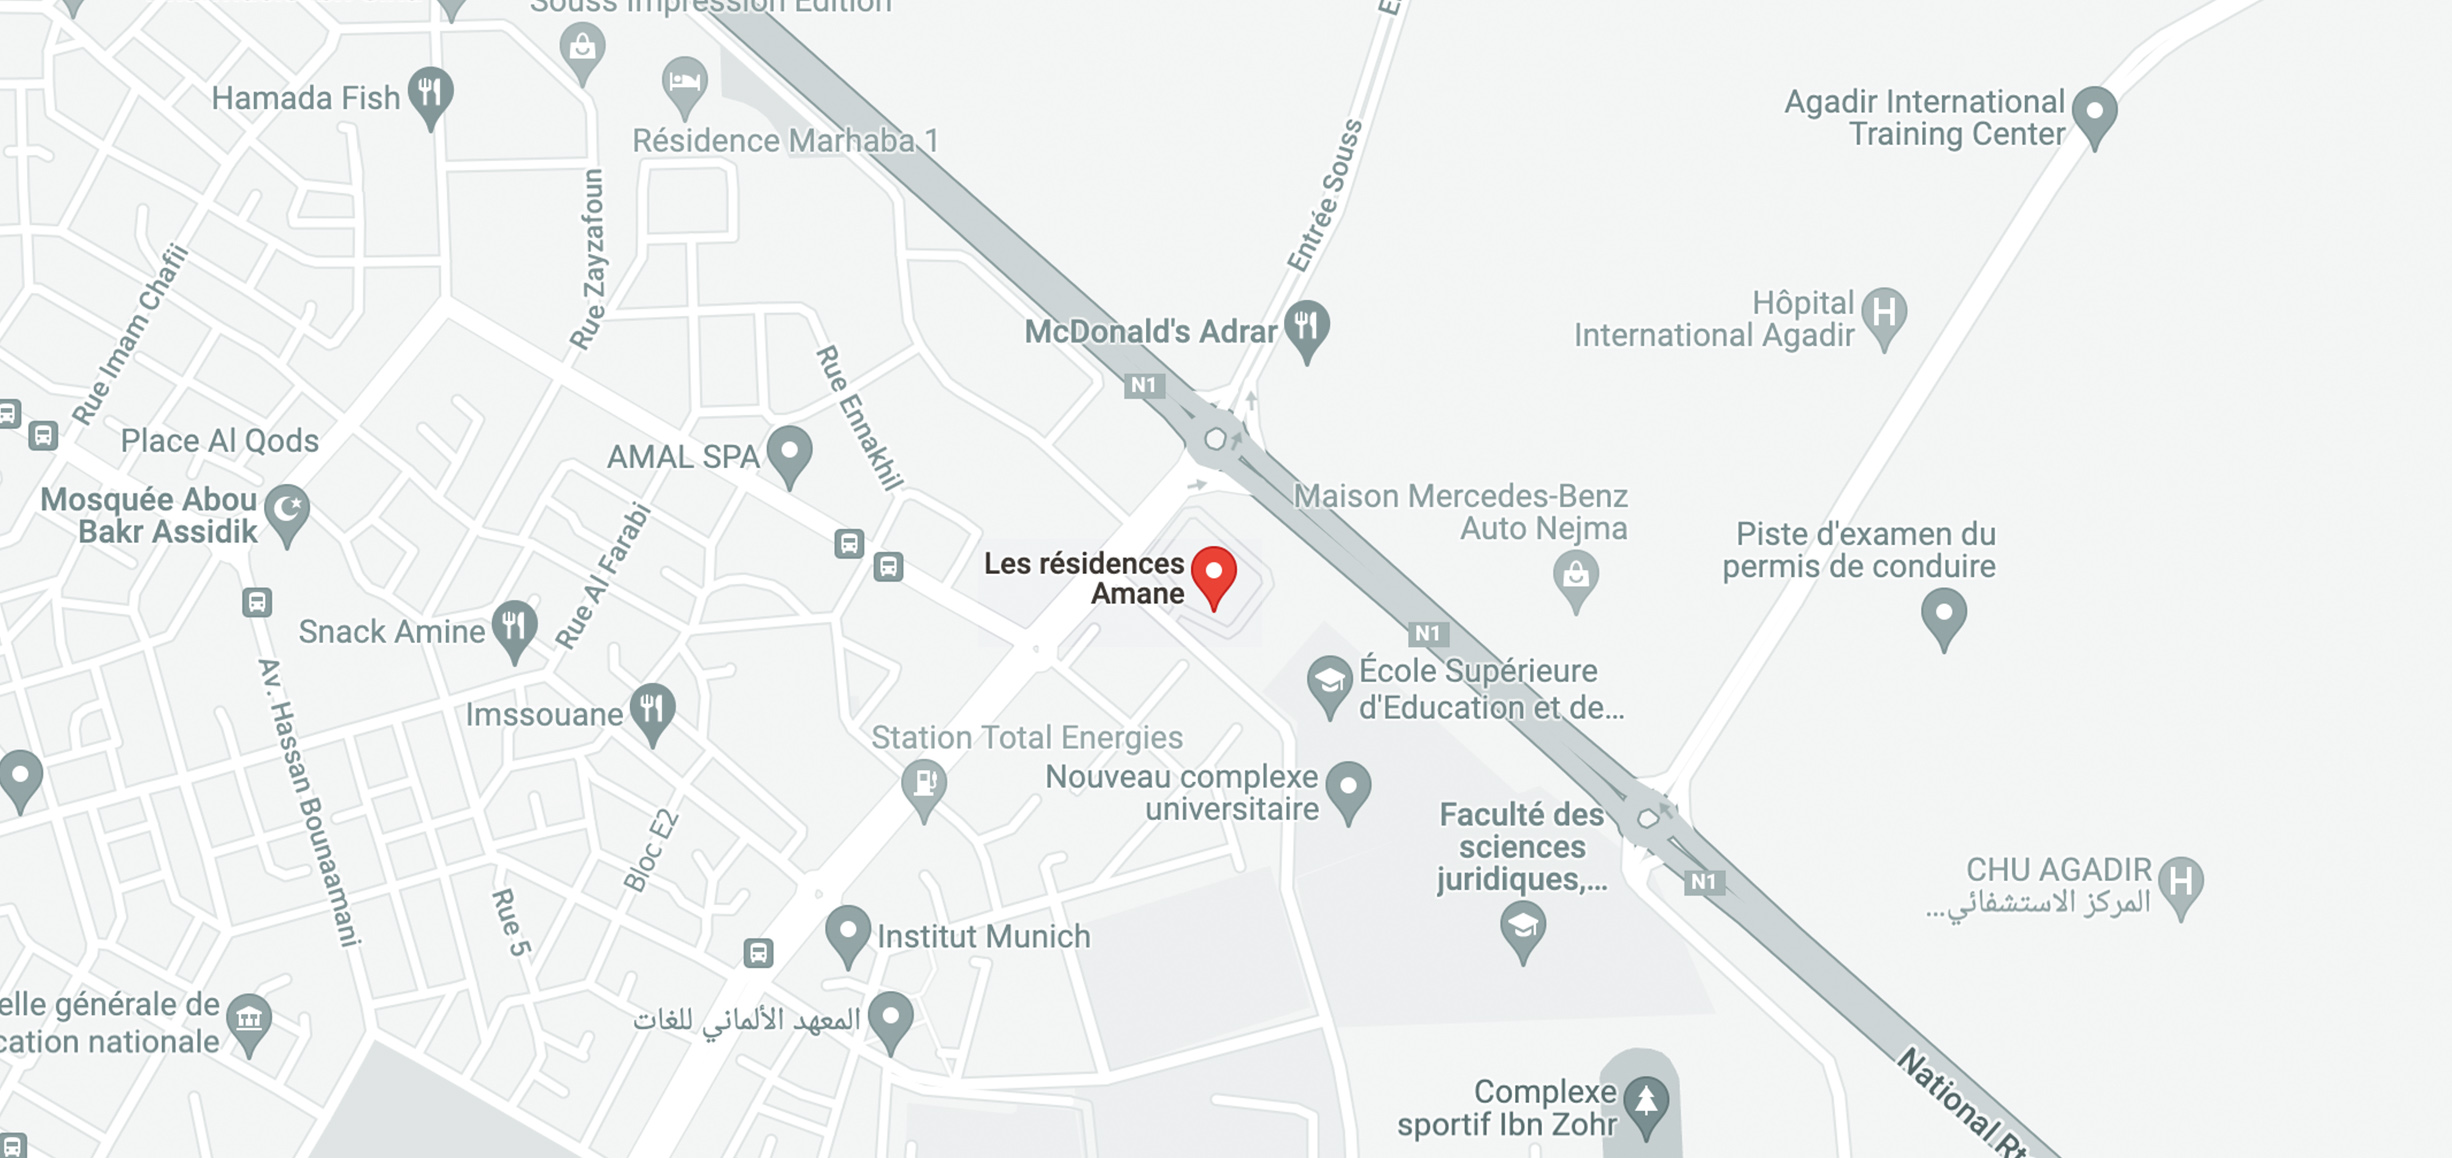 Souss Impression Edition
Hamada Fish
Résidence Marhaba 1
Agadir International
Training Center
Entrée Souss
Rue Zayzafoun
Rue Imam Chafii
McDonald's Adrar
Hôpital
International Agadir
N1
Rue Ennakhil
Place Al Qods
AMAL SPA
Mosquée Abou
Bakr Assidik
Maison Mercedes-Benz
Auto Nejma
Piste d'examen du
permis de conduire
Les résidences
Amane
Rue Al Farabi
Snack Amine
N1
École Supérieure
d'Education et de...
Imssouane
Av. Hassan Bounaamani
Station Total Energies
Nouveau complexe
universitaire
Faculté des
sciences
juridiques,...
Bloc E2
N1
CHU AGADIR
المركز الاستشفائي...
Rue 5
Institut Munich
المعهد الألماني للغات
elle générale de
cation nationale
Complexe
sportif Ibn Zohr
National Rt